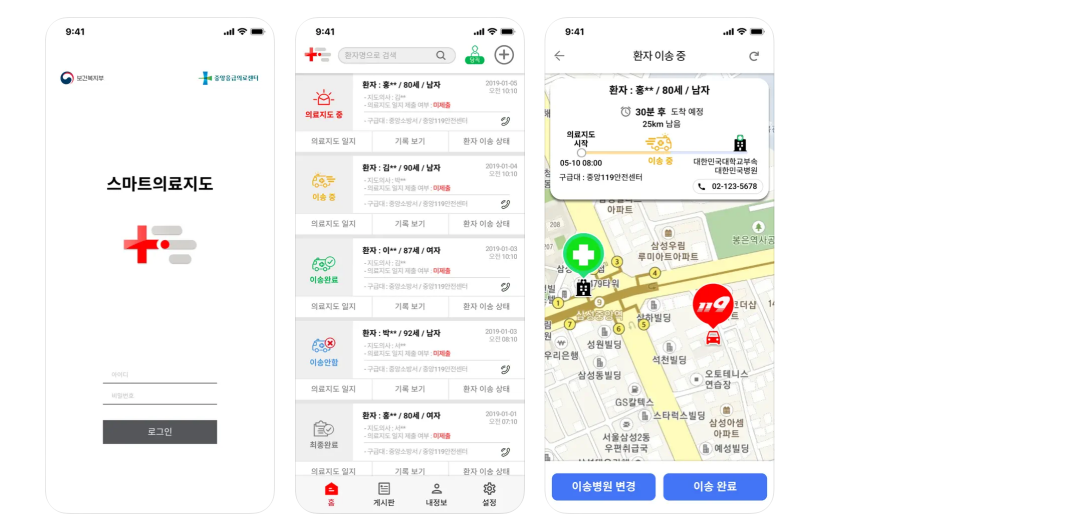 9:41
보건복지부
중앙응급의료센터
스마트의료지도
아이디
비밀번호
로그인
9:41
환자명으로 검색
당직
의료지도 중
환자 : 홍** / 80세 / 남자
2019-01-05
오전 10:10
- 지도의사 : 김**
- 의료지도 일지 제출 여부 : 미제출
- 구급대 : 중앙소방서 / 중앙119안전센터
의료지도 일지
기록 보기
환자 이송 상태
이송 중
환자 : 김** / 90세 / 남자
2019-01-04
오전 10:10
- 지도의사 : 박**
- 의료지도 일지 제출 여부 : 미제출
- 구급대 : 중앙소방서 / 중앙119안전센터
의료지도 일지
기록 보기
환자 이송 상태
이송완료
환자 : 이** / 87세 / 여자
2019-01-03
오전 10:10
- 지도의사 : 김**
- 의료지도 일지 제출 여부 : 미제출
- 구급대 : 중앙소방서 / 중앙119안전센터
의료지도 일지
기록 보기
환자 이송 상태
이송안함
환자 : 박** / 92세 / 남자
2019-01-03
오전 08:10
- 지도의사 : 서**
- 의료지도 일지 제출 여부 : 미제출
- 구급대 : 중앙소방서 / 중앙119안전센터
의료지도 일지
기록 보기
환자 이송 상태
최종완료
환자 : 홍** / 80세 / 여자
2019-01-01
오전 07:10
- 지도의사 : 서**
- 의료지도 일지 제출 여부 : 미제출
- 구급대 : 중앙소방서 / 중앙119안전센터
의료지도 일지
기록 보기
환자 이송 상태
홈
게시판
내정보
설정
9:41
환자 이송 중
환자 : 홍** / 80세 / 남자
30분 후 도착 예정
25km 남음
의료지도
시작
05-10 08:00
이송 중
대한민국대학교부속
대한민국병원
구급대 : 중앙119안전센터
02-123-5678
아파트
208
봉은역사공
삼성우림
루미아트아파트
207
3
4
179타워
1
9
119
14
7
6
5
성원빌딩
우리은행
석천빌딩
삼성동빌딩
오토테니스
연습장
GS칼텍스
스타럭스빌딩
삼성아셈
아파트
서울삼성2동
우편취급국
예성빌딩
이송병원 변경
이송 완료